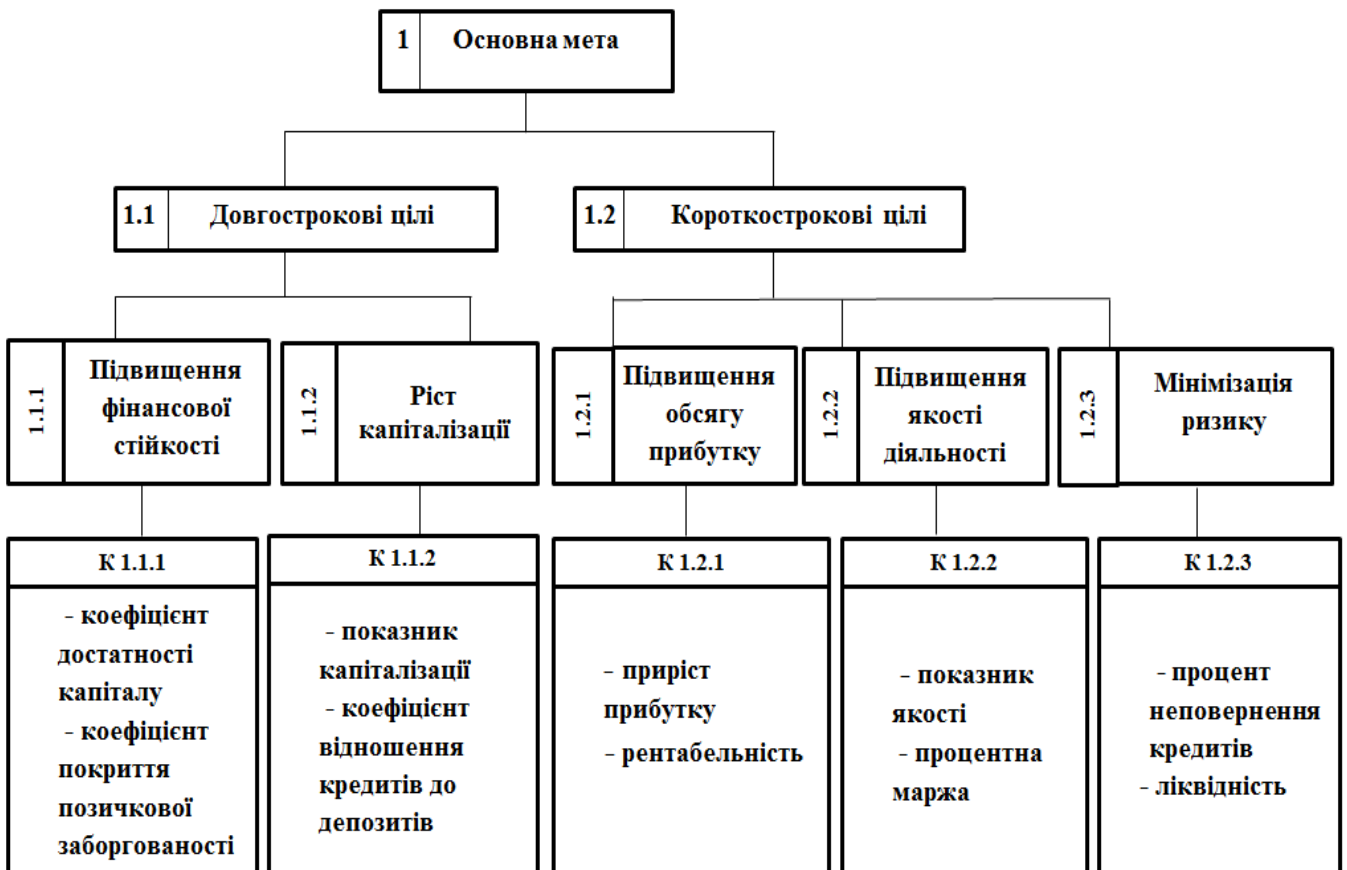 1 Основна мета
1.1 Довгострокові цілі
1.2 Короткострокові цілі
1.1.1
Підвищення
фінансової
стійкості
1.1.2
Ріст
капіталізації
1.2.1
Підвищення
обсягу
прибутку
1.2.2
Підвищення
якості
діяльності
1.2.3
Мінімізація
ризику
К 1.1.1
- коефіцієнт
достатності
капіталу
- коефіцієнт
покриття
позичкової
заборгованості
К 1.1.2
- показник
капіталізації
- коефіцієнт
відношення
кредитів до
депозитів
К 1.2.1
- приріст
прибутку
- рентабельність
К 1.2.2
- показник
якості
- процентна
маржа
К 1.2.3
- процент
неповернення
кредитів
- ліквідність